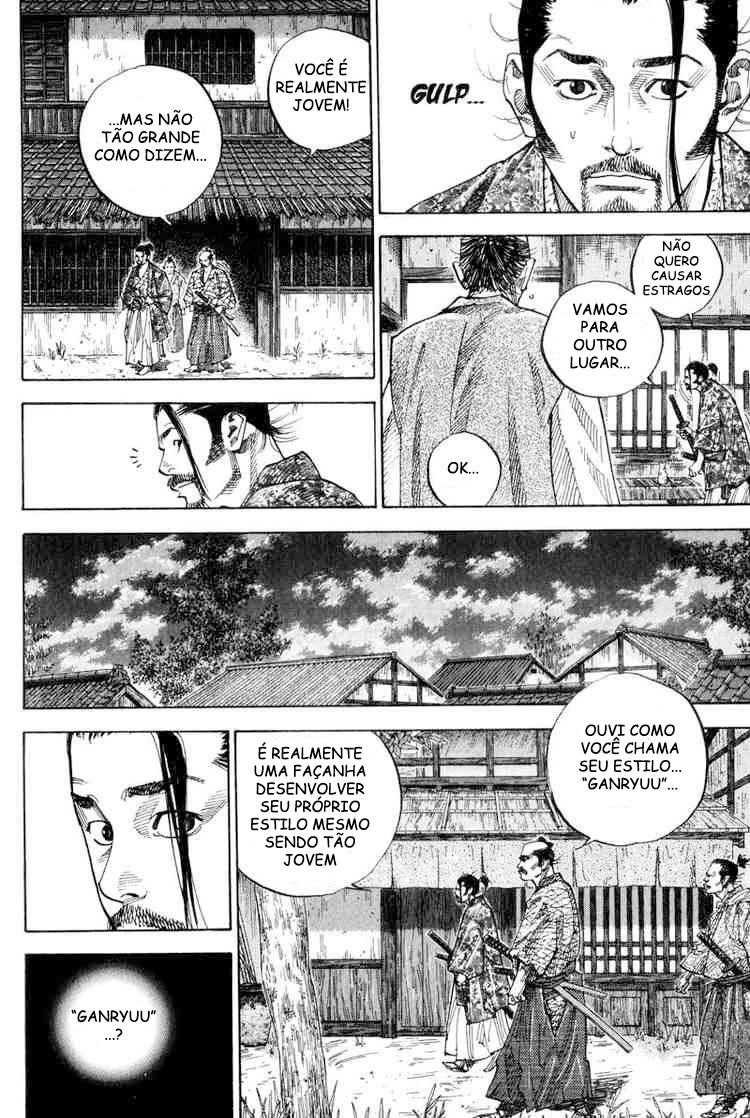 GULP...
NÃO
QUERO
CAUSAR
ESTRAGOS
VAMOS
PARA
OUTRO
LUGAR...
OK...
VOCÊ É
REALMENTE
JOVEM!
...MAS NÃO
TÃO GRANDE
COMO DIZEM...
OUVI COMO
VOCÊ CHAMA
SEU ESTILO...
“GANRYUU”...
É REALMENTE
UMA FAÇANHA
DESENVOLVER
SEU PRÓPRIO
ESTILO MESMO
SENDO TÃO
JOVEM
“GANRYUU”
...?